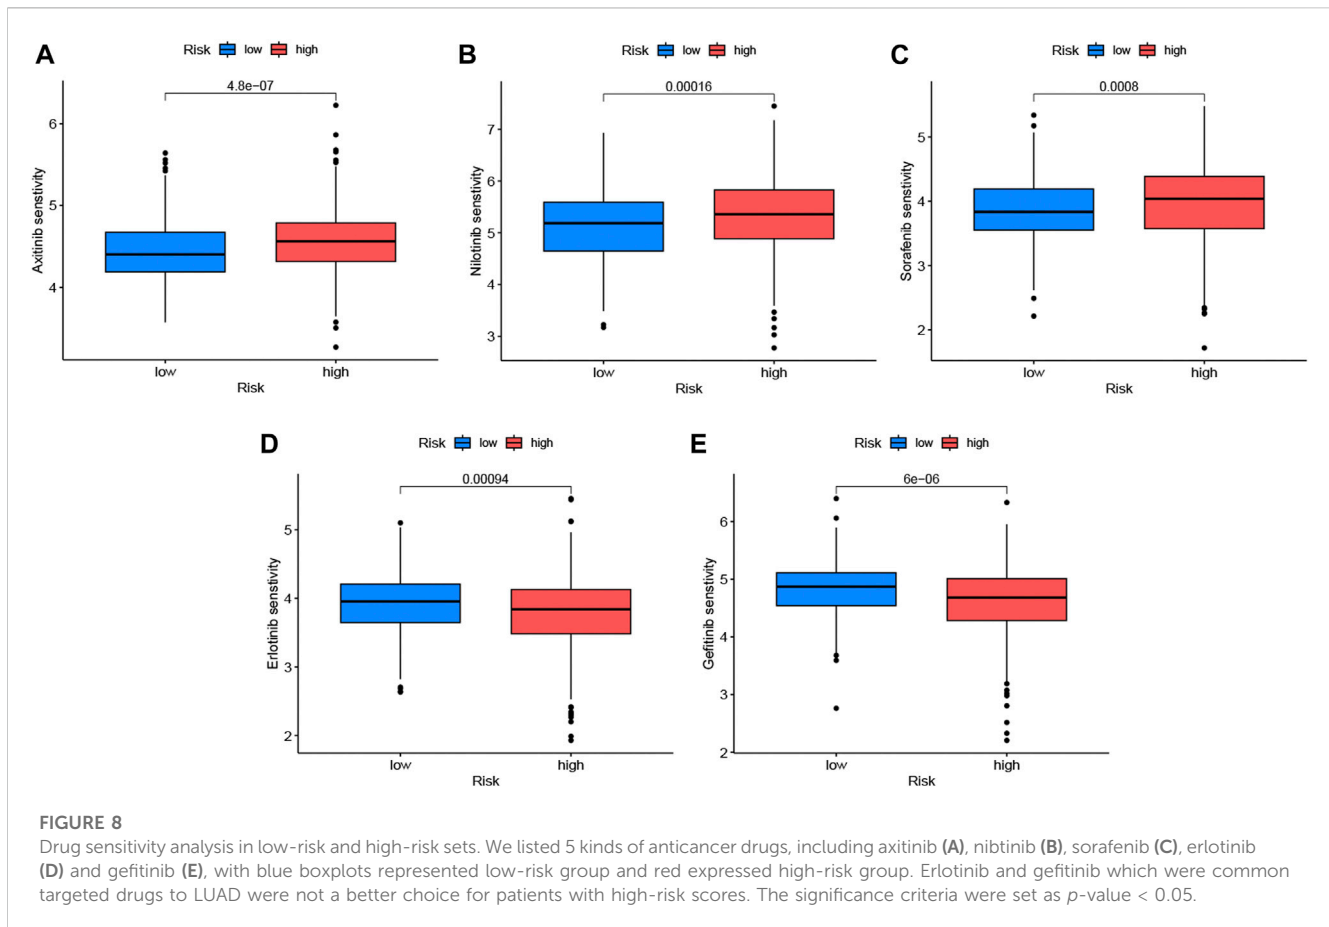 A
Risk low high
4.8e-07
Axitinib senstivity
6
5
4
low high
Risk
B
Risk low high
0.00016
Nilotinib senstivity
7
6
5
4
3
low high
Risk
C
Risk low high
0.0008
Sorafenib senstivity
5
4
3
2
low high
Risk
D
Risk low high
0.00094
Erlotinib senstivity
5
4
3
2
low high
Risk
E
Risk low high
6e-06
Gefitinib senstivity
6
5
4
3
2
low high
Risk
FIGURE 8
Drug sensitivity analysis in low-risk and high-risk sets. We listed 5 kinds of anticancer drugs, including axitinib (A), nibtinib (B), sorafenib (C), erlotinib
(D) and gefitinib (E), with blue boxplots represented low-risk group and red expressed high-risk group. Erlotinib and gefitinib which were common
targeted drugs to LUAD were not a better choice for patients with high-risk scores. The significance criteria were set as p-value < 0.05.